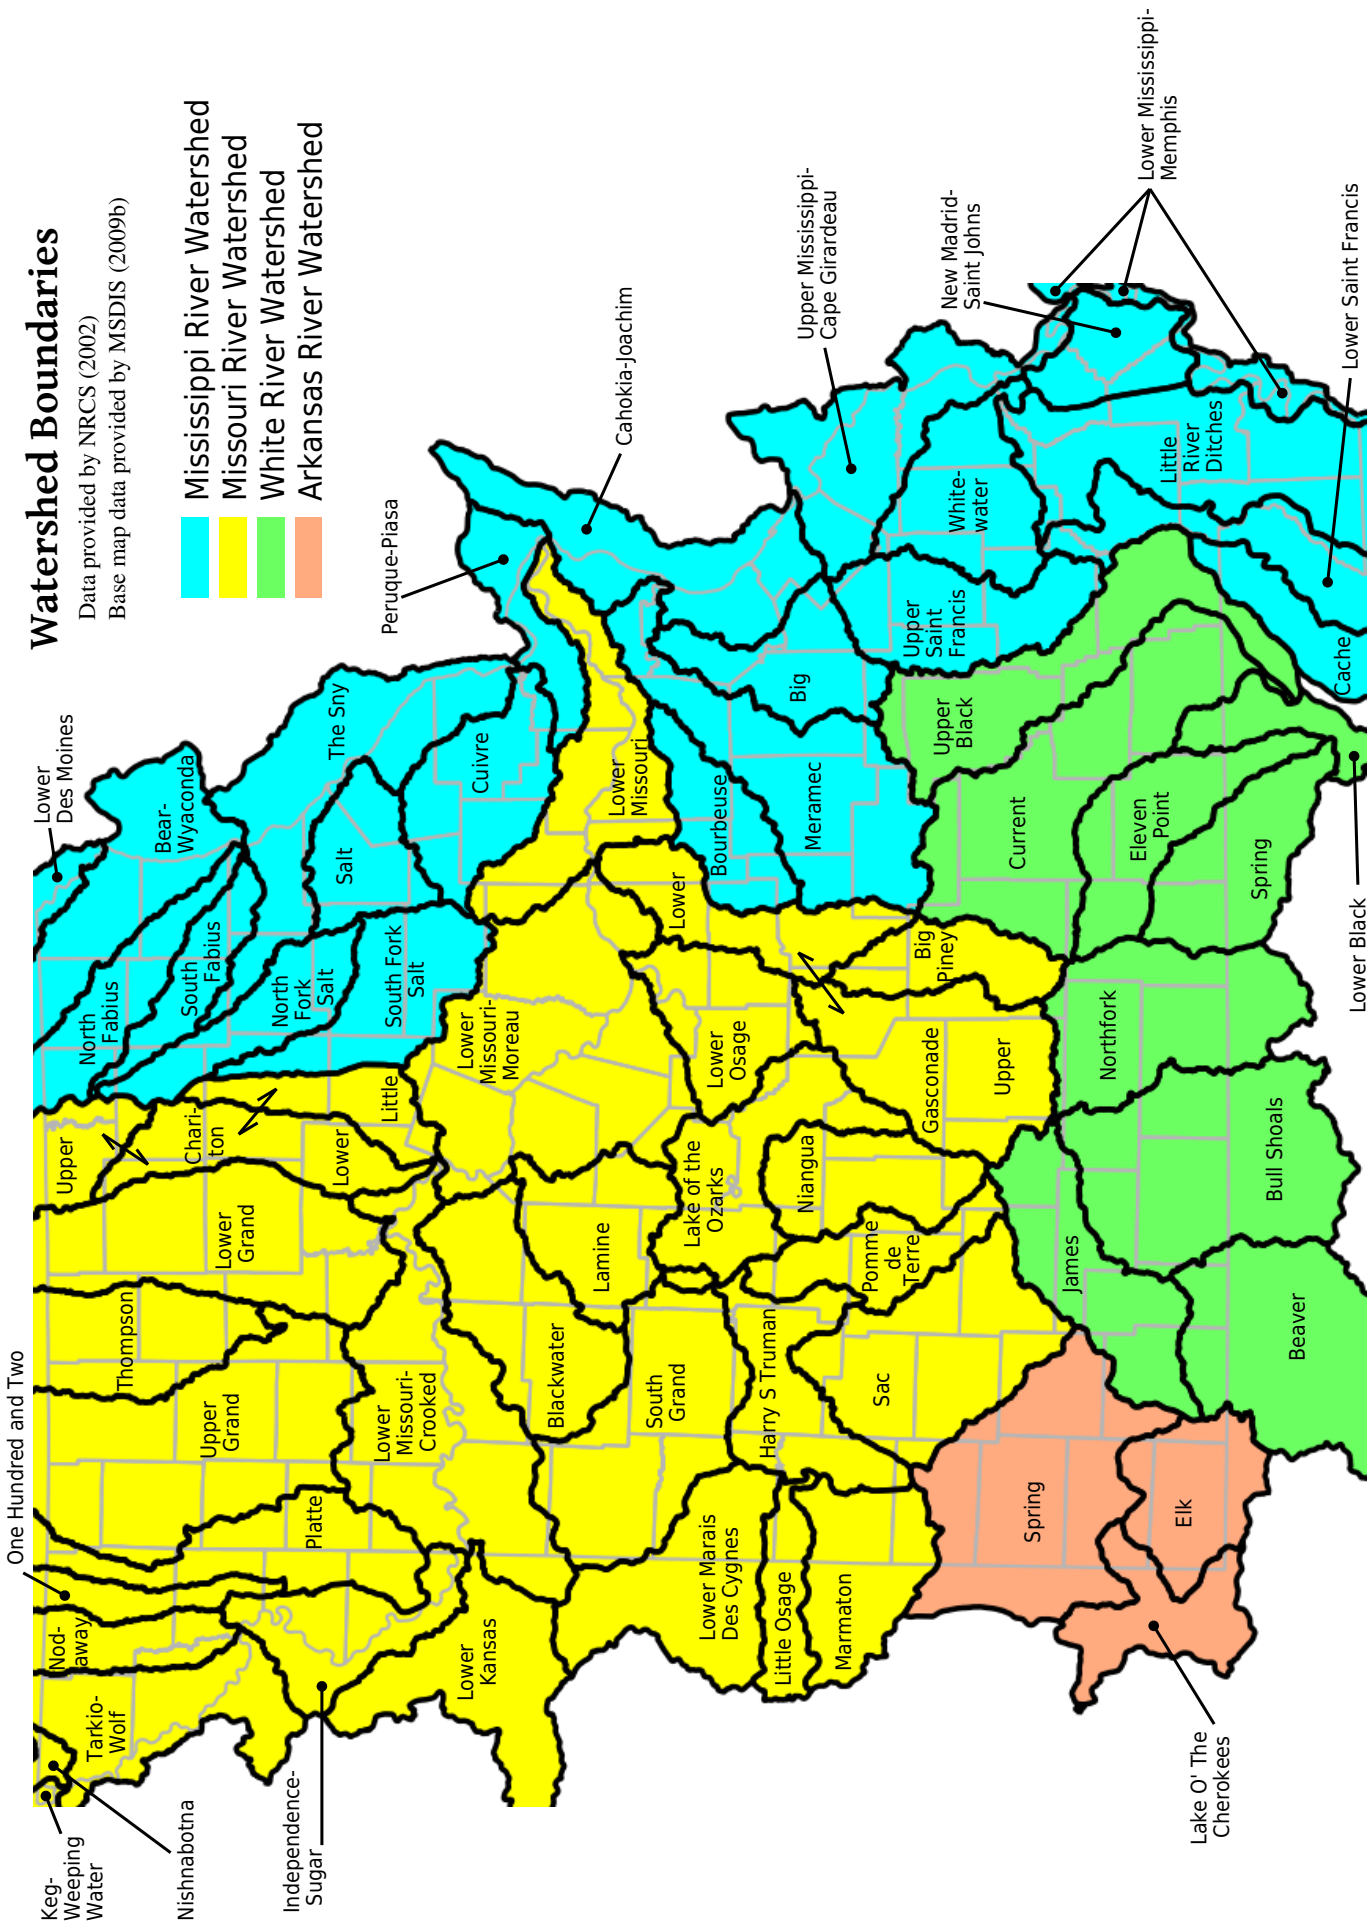 Watershed Boundaries
Data provided by NRCS (2002)
Base map data provided by MSDIS (2009b)
Mississippi River Watershed
Missouri River Watershed
White River Watershed
Arkansas River Watershed
Keg-
Weeping
Water
Nishnabotna
Independence-
Sugar
One Hundred and Two
Lower
Des Moines
Peruque-Piasa
Cahokia-Joachim
Upper Mississippi-
Cape Girardeau
New Madrid-
Saint Johns
Lower Mississippi-
Memphis
Lower Saint Francis
Lower Black
Lake O' The
Cherokees
Tarkio-
Wolf
Nod-
away
Platte
Upper
Grand
Thompson
Lower
Grand
Upper
Chari-
ton
Lower
Little
North
Fabius
South
Fabius
Bear-
Wyaconda
North
Fork
Salt
South Fork
Salt
Salt
The Sny
Cuivre
Lower
Kansas
Lower
Missouri-
Crooked
Lower
Missouri-
Moreau
Lower
Missouri
Blackwater
Lamine
South
Grand
Lower Marais
Des Cygnes
Little Osage
Marmaton
Harry S Truman
Sac
Pomme
de
Terre
Niangua
Lake of the
Ozarks
Lower
Osage
Lower
Gasconade
Upper
Big
Piney
Bourbeuse
Meramec
Big
Upper
Saint
Francis
White-
water
Little
River
Ditches
Cache
Upper
Black
Current
Eleven
Point
Spring
Northfork
Bull Shoals
James
Beaver
Spring
Elk